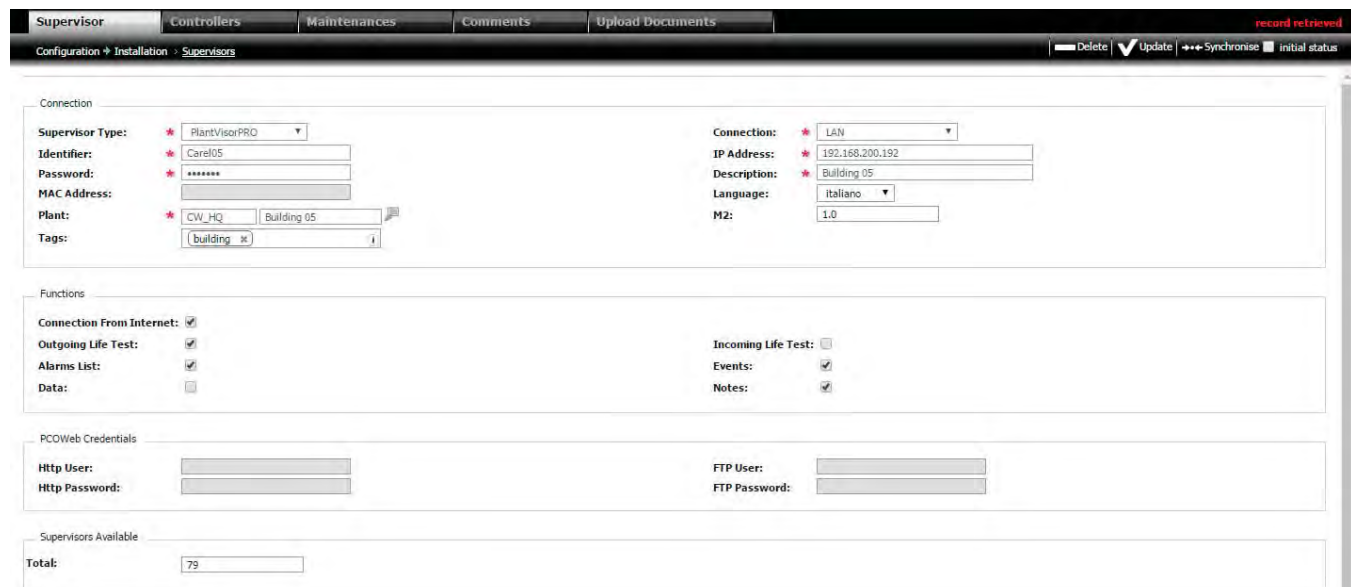 Supervisor Controllers Maintenances Comments Upload Documents record retrieved
Configuration Installation > Supervisors Delete Update Synchronise initial status
Connection
Supervisor Type: * PlantVisorPRO Connection: * LAN
Identifier: * Carel05 IP Address: * 192.168.200.192
Password: * ••••••• Description: * Building 05
MAC Address: Language: italiano
Plant: * CW_HQ Building 05 M2: 1.0
Tags: building × i
Functions
Connection From Internet:
Outgoing Life Test: Incoming Life Test:
Alarms List: Events:
Data: Notes:
PCOWeb Credentials
Http User: FTP User:
Http Password: FTP Password:
Supervisors Available
Total: 79